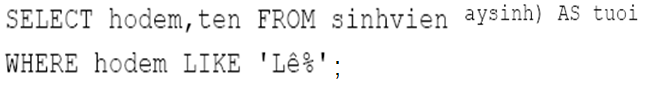 SELECT hodem,ten FROM sinhvien aysinh) AS tuoi
WHERE hodem LIKE 'Lê%';